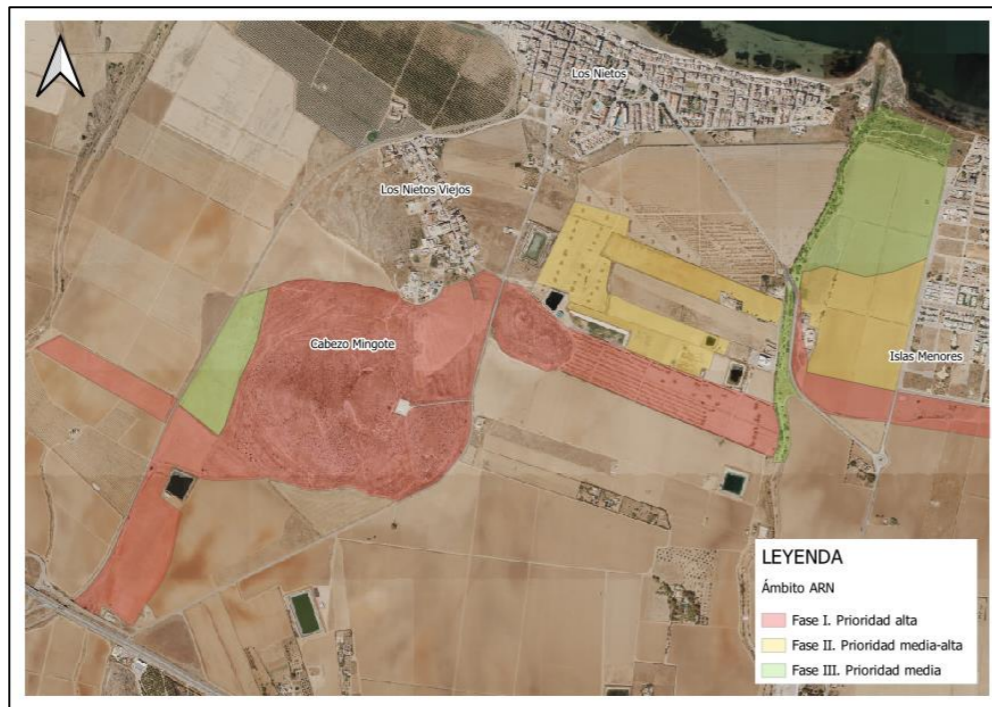 Los Nietos
Los Nietos Viejos
Cabezo Mingote
Islas Menores
LEYENDA
Ámbito ARN
Fase I. Prioridad alta
Fase II. Prioridad media-alta
Fase III. Prioridad media